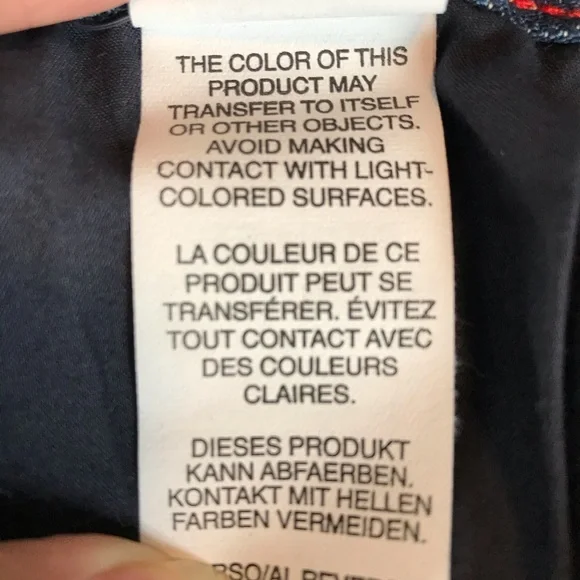 THE COLOR OF THIS
PRODUCT MAY
TRANSFER TO ITSELF
OR OTHER OBJECTS.
AVOID MAKING
CONTACT WITH LIGHT-
COLORED SURFACES.
LA COULEUR DE CE
PRODUIT PEUT SE
TRANSFÉRER. ÉVITEZ
TOUT CONTACT AVEC
DES COULEURS
CLAIRES.
DIESES PRODUKT
KANN ABFAERBEN.
KONTAKT MIT HELLEN
FARBEN VERMEIDEN.